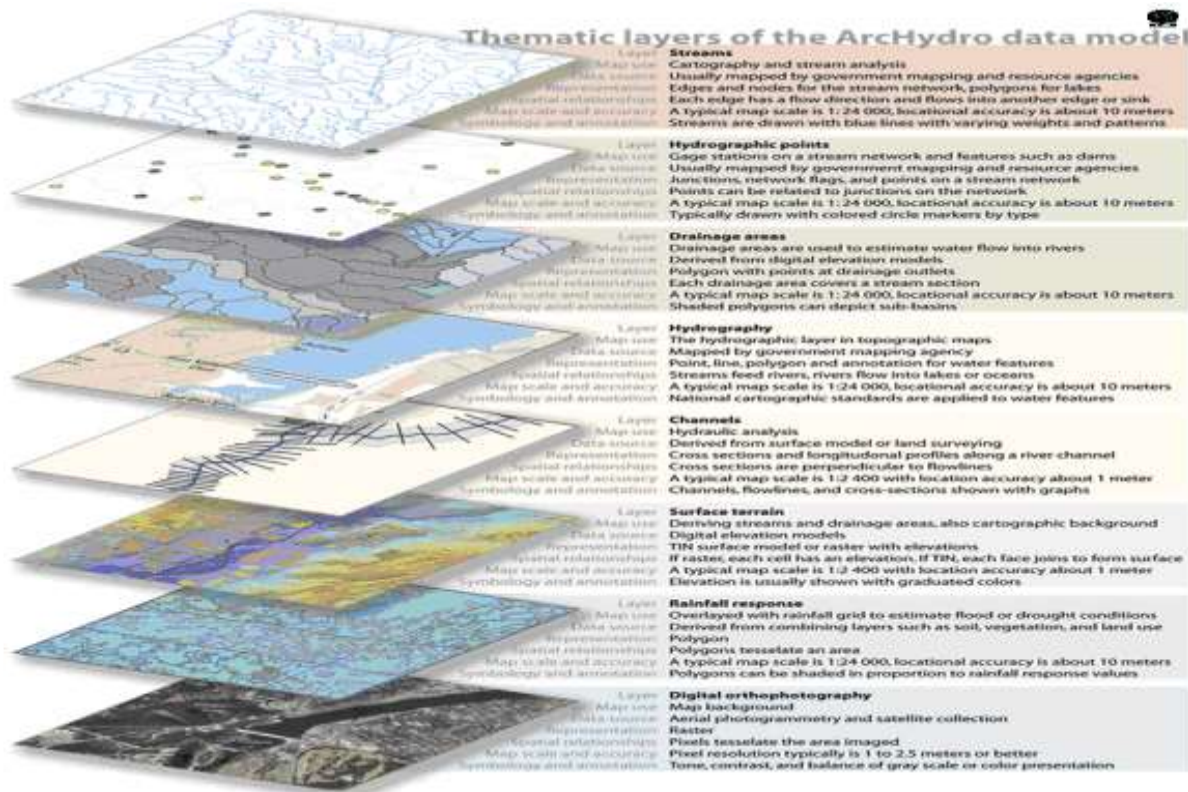 Thematic layers of the ArcHydro data model
Layer Streams
Map use Cartography and stream analysis
Data source Usually mapped by government mapping and resource agencies
Representation Edges and nodes for the stream network, polygons for lakes
Spatial relationships Each edge has a flow direction and flows into another edge or sink
Map scale and accuracy A typical map scale is 1: 24 000, locational accuracy is about 10 meters
Symbology and annotation Streams are drawn with blue lines with varying weights and patterns
Layer Hydrographic points
Map use Gage stations on a stream network and features such as dams
Data source Usually mapped by government mapping and resource agencies
Representation Junctions, network flags, and points on a stream network
Spatial relationships Points can be related to junctions on the network
Map scale and accuracy A typical map scale is 1: 24 000, locational accuracy is about 10 meters
Symbology and annotation Typically drawn with colored circle markers by type
Layer Drainage areas
Map use Drainage areas are used to estimate water flow into rivers
Data source Derived from digital elevation models
Representation Polygon with points at drainage outlets
Spatial relationships Each drainage area covers a stream section
Map scale and accuracy A typical map scale is 1: 24 000, locational accuracy is about 10 meters
Symbology and annotation Shaded polygons can depict sub-basins
Layer Hydrography
Map use The hydrographic layer in topographic maps
Data source Mapped by government mapping agency
Representation Point, line, polygon and annotation for water features
Spatial relationships Streams feed rivers, rivers flow into lakes or oceans
Map scale and accuracy A typical map scale is 1:24 000, locational accuracy is about 10 meters
Symbology and annotation National cartographic standards are applied to water features
Layer Channels
Map use Hydraulic analysis
Data source Derived from surface model or land surveying
Representation Cross sections and longitudonal profiles along a river channel
Spatial relationships Cross sections are perpendicular to flowlines
Map scale and accuracy A typical map scale is 1:2 400 with location accuracy about 1 meter
Symbology and annotation Channels, flowlines, and cross-sections shown with graphs
Layer Surface terrain
Map use Deriving streams and drainage areas, also cartographic background
Data source Digital elevation models
Representation TIN surface model or raster with elevations
Spatial relationships If raster, each cell has an elevation, if TIN, each face joins to form surface
Map scale and accuracy A typical map scale is 1:2 400 with location accuracy about 1 meter
Symbology and annotation Elevation is usually shown with graduated colors
Layer Rainfall response
Map use Overlayed with rainfall grid to estimate flood or drought conditions
Data source Derived from combining layers such as soil, vegetation, and land use
Representation Polygon
Spatial relationships Polygons tesselate an area
Map scale and accuracy A typical map scale is 1:24 000, locational accuracy is about 10 meters
Symbology and annotation Polygons can be shaded in proportion to rainfall response values
Layer Digital orthophotography
Map use Map background
Data source Aerial photogrammetry and satellite collection
Representation Raster
Spatial relationships Pixels tesselate the area imaged
Map scale and accuracy Pixel resolution typically is 1 to 2.5 meters or better
Symbology and annotation Tone, contrast, and balance of gray scale or color presentation